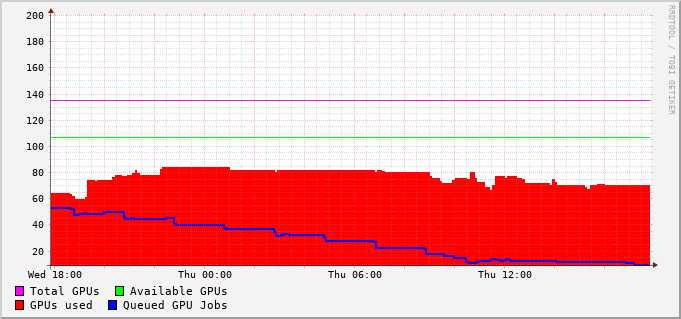 200
180
160
140
120
100
80
60
40
20
Wed 18:00 Thu 00:00 Thu 06:00 Thu 12:00
Total GPUs Available GPUs
GPUs used Queued GPU Jobs
RRDTOOL / TOBI OETIKER